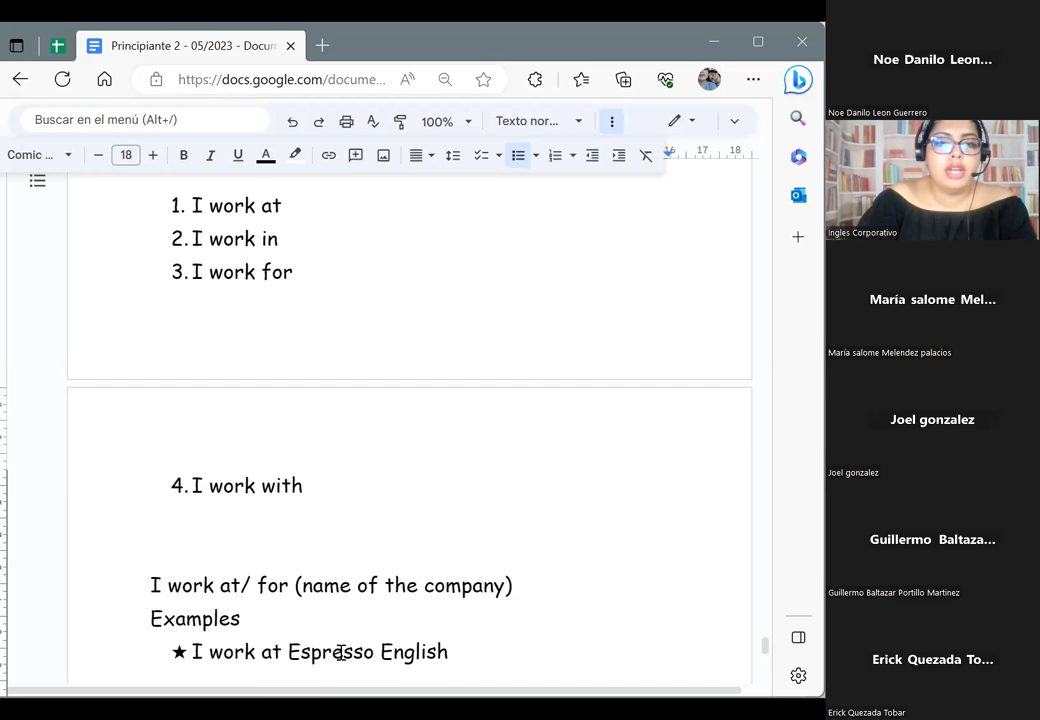 Principiante 2 - 05/2023 - Docun
https://docs.google.com/docume...
Buscar en el menú (Alt+/)
100%
Texto nor...
Comic ...
18
16 17 18
1. I work at
2. I work in
3. I work for
4. I work with
I work at/ for (name of the company)
Examples
★ I work at Espresso English
Noe Danilo Leon...
Noe Danilo Leon Guerrero
Ingles Corporativo
María salome Mel...
María salome Melendez palacios
Joel gonzalez
Joel gonzalez
Guillermo Baltaza...
Guillermo Baltazar Portillo Martinez
Erick Quezada To...
Erick Quezada Tobar